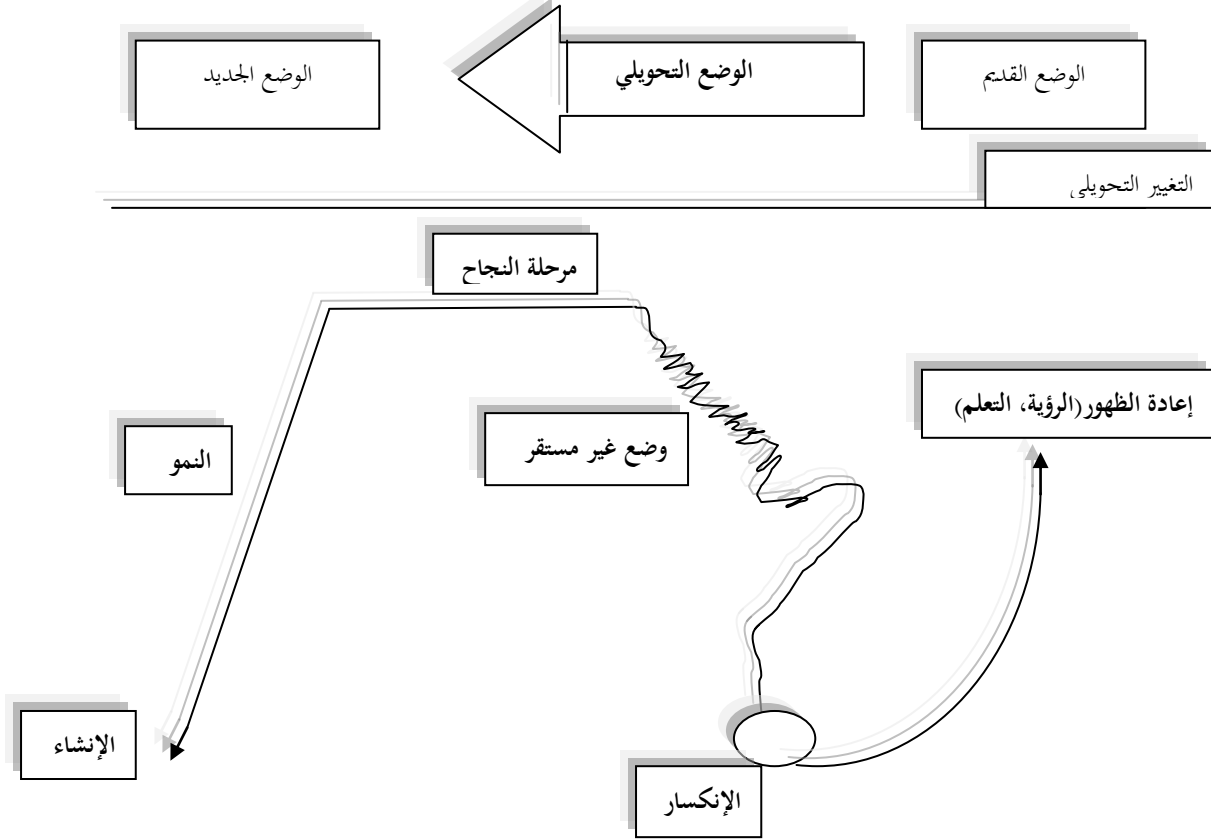 الوضع القديم
الوضع التحويلي
الوضع الجديد
التغيير التحويلي
مرحلة النجاح
إعادة الظهور(الرؤية، التعلم)
وضع غير مستقر
النمو
الإنشاء
الإنكسار